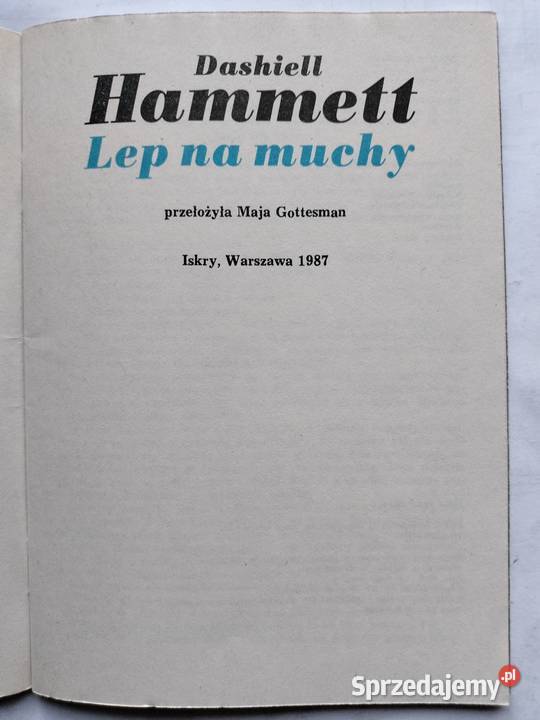 Dashiell
Hammett
Lep na muchy
przełożyła Maja Gottesman
Iskry, Warszawa 1987
Sprzedajemy.pl